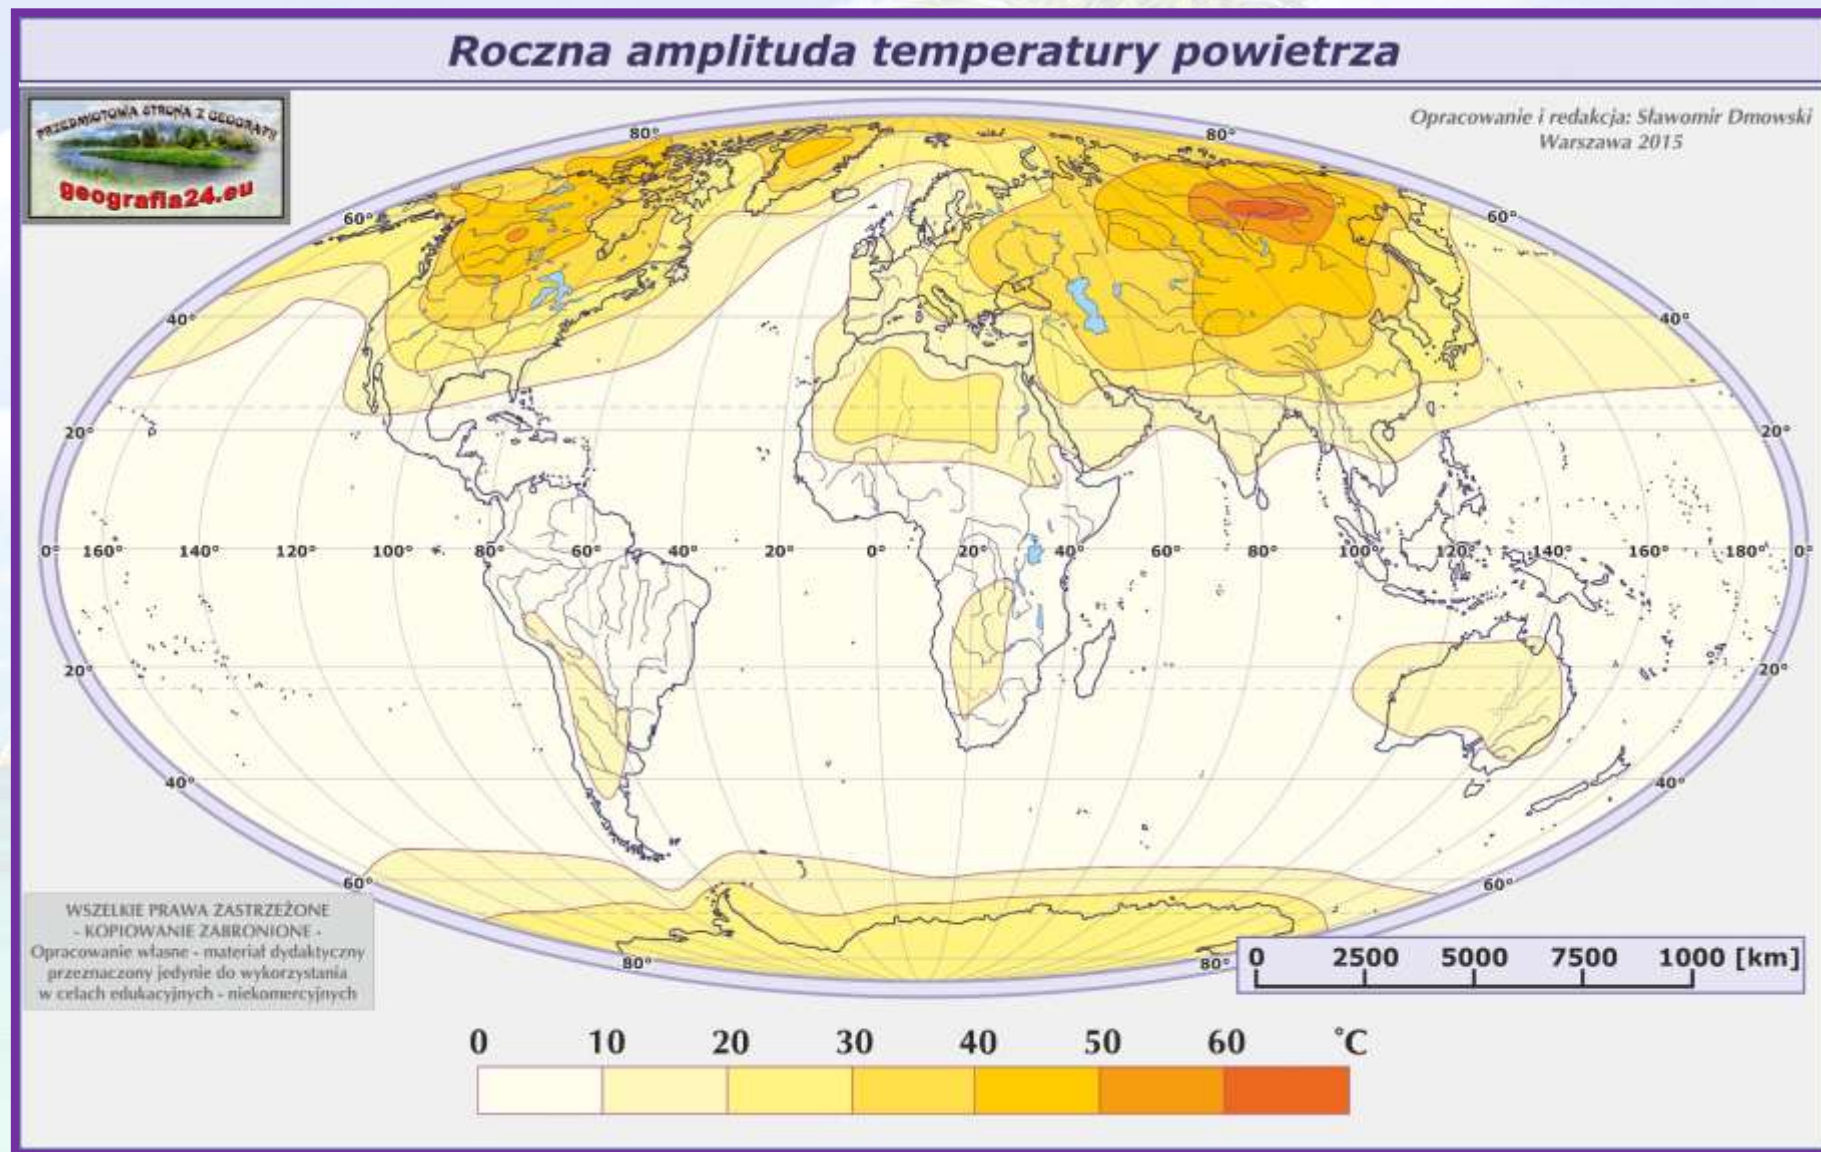 Roczna amplituda temperatury powietrza
PRZEDMIOTOWA STRONA Z GEOGRAFII
geografia24.eu
Opracowanie i redakcja: Sławomir Dmowski
Warszawa 2015
80° 80°
60° 60°
40° 40°
20° 20°
0° 160° 140° 120° 100° 80° 60° 40° 20° 0° 20° 40° 60° 80° 100° 120° 140° 160° 180° 0°
20° 20°
40° 40°
60° 60°
80° 80°
WSZELKIE PRAWA ZASTRZEŻONE
- KOPIOWANIE ZABRONIONE -
Opracowanie własne - materiał dydaktyczny
przeznaczony jedynie do wykorzystania
w celach edukacyjnych - niekomercyjnych
0 2500 5000 7500 1000 [km]
0 10 20 30 40 50 60 °C